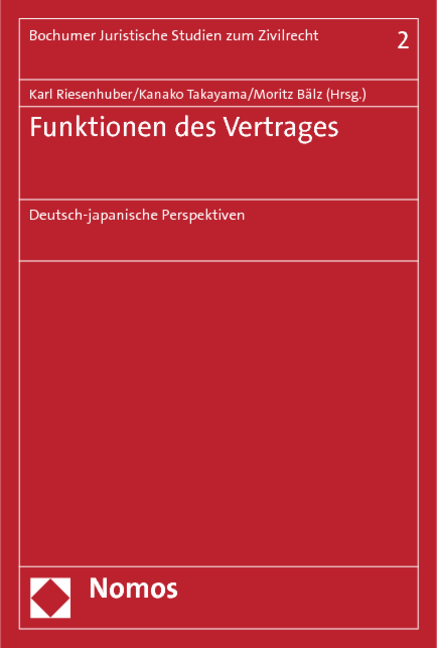 Bochumer Juristische Studien zum Zivilrecht
2
Karl Riesenhuber/Kanako Takayama/Moritz Bälz (Hrsg.)
Funktionen des Vertrages
Deutsch-japanische Perspektiven
Nomos